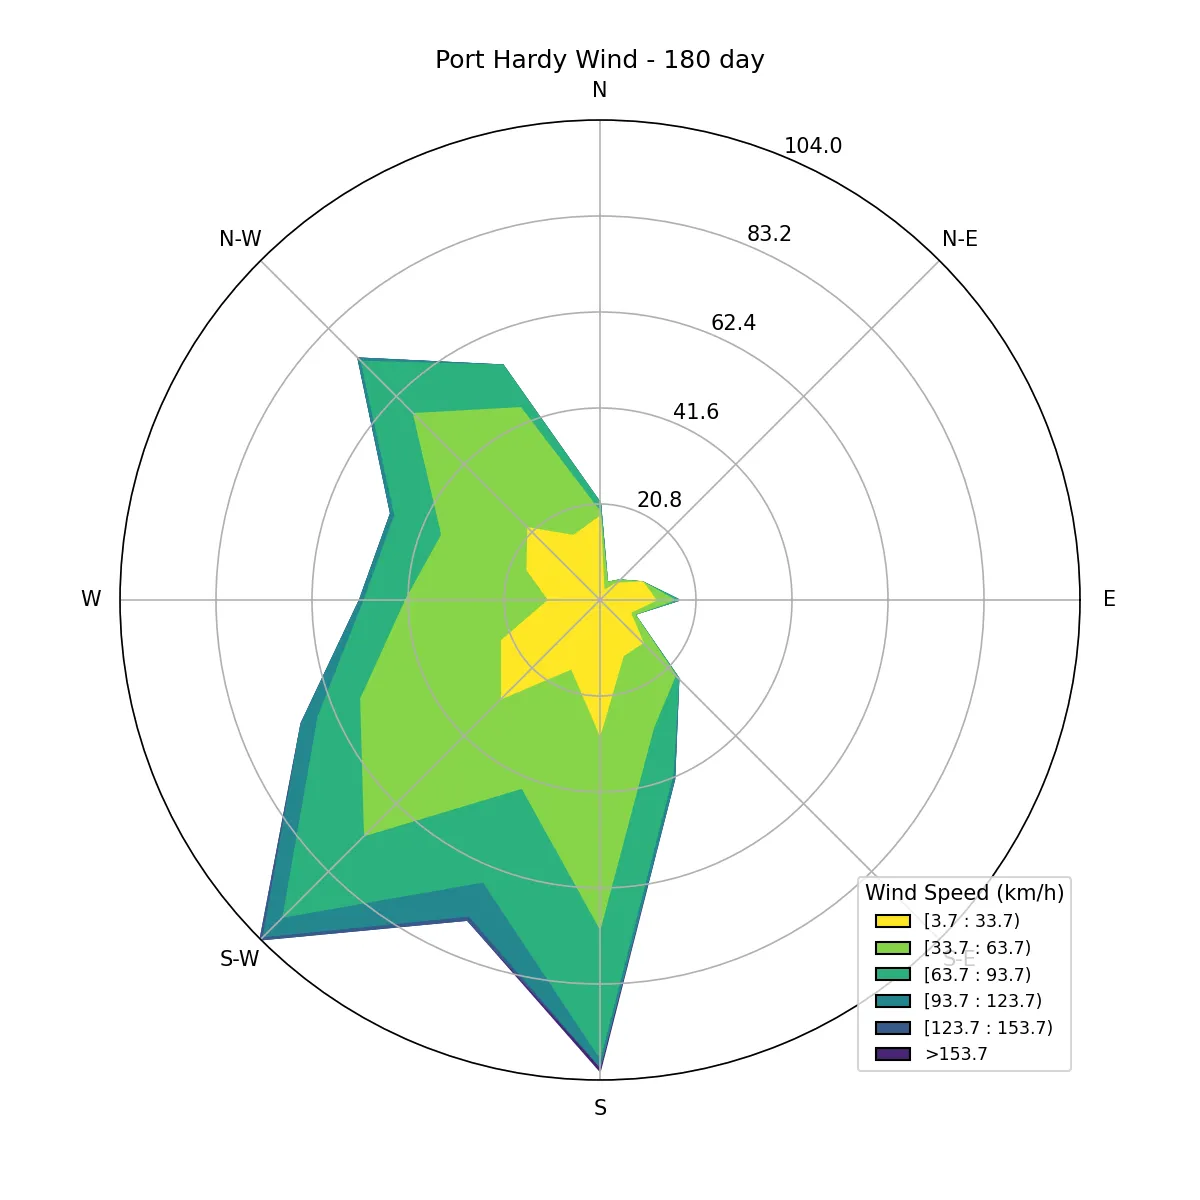 Port Hardy Wind - 180 day
N
104.0
N-W
N-E
83.2
62.4
41.6
20.8
W
E
Wind Speed (km/h)
[3.7 : 33.7)
[33.7 : 63.7)
S-W
S-E
[63.7 : 93.7)
[93.7 : 123.7)
[123.7 : 153.7)
>153.7
S